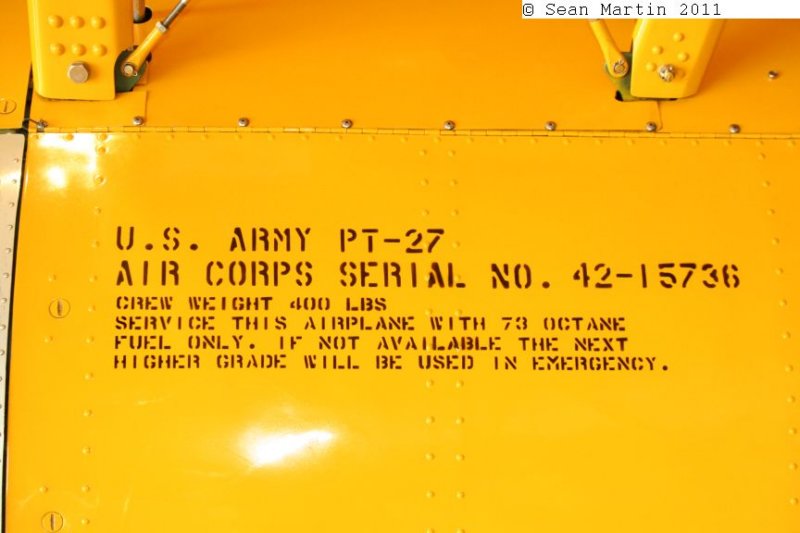 © Sean Martin 2011
U.S. ARMY PT-27
AIR CORPS SERIAL NO. 42-15736
CREW WEIGHT 400 LBS
SERVICE THIS AIRPLANE WITH 73 OCTANE
FUEL ONLY. IF NOT AVAILABLE THE NEXT
HIGHER GRADE WILL BE USED IN EMERGENCY.